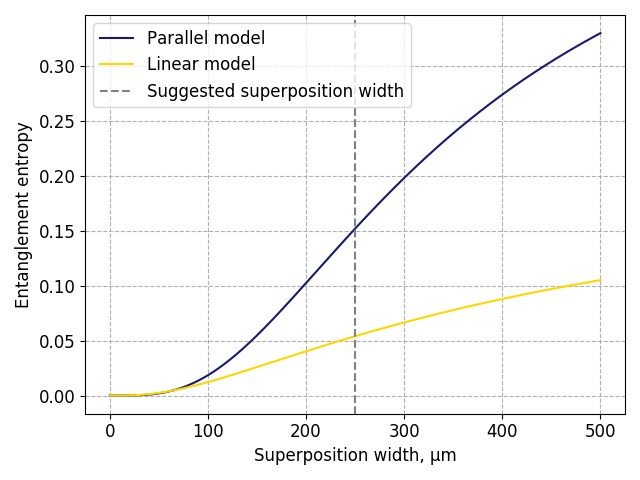 Parallel model
Linear model
Suggested superposition width
Entanglement entropy
0.30
0.25
0.20
0.15
0.10
0.05
0.00
0 100 200 300 400 500
Superposition width, μm